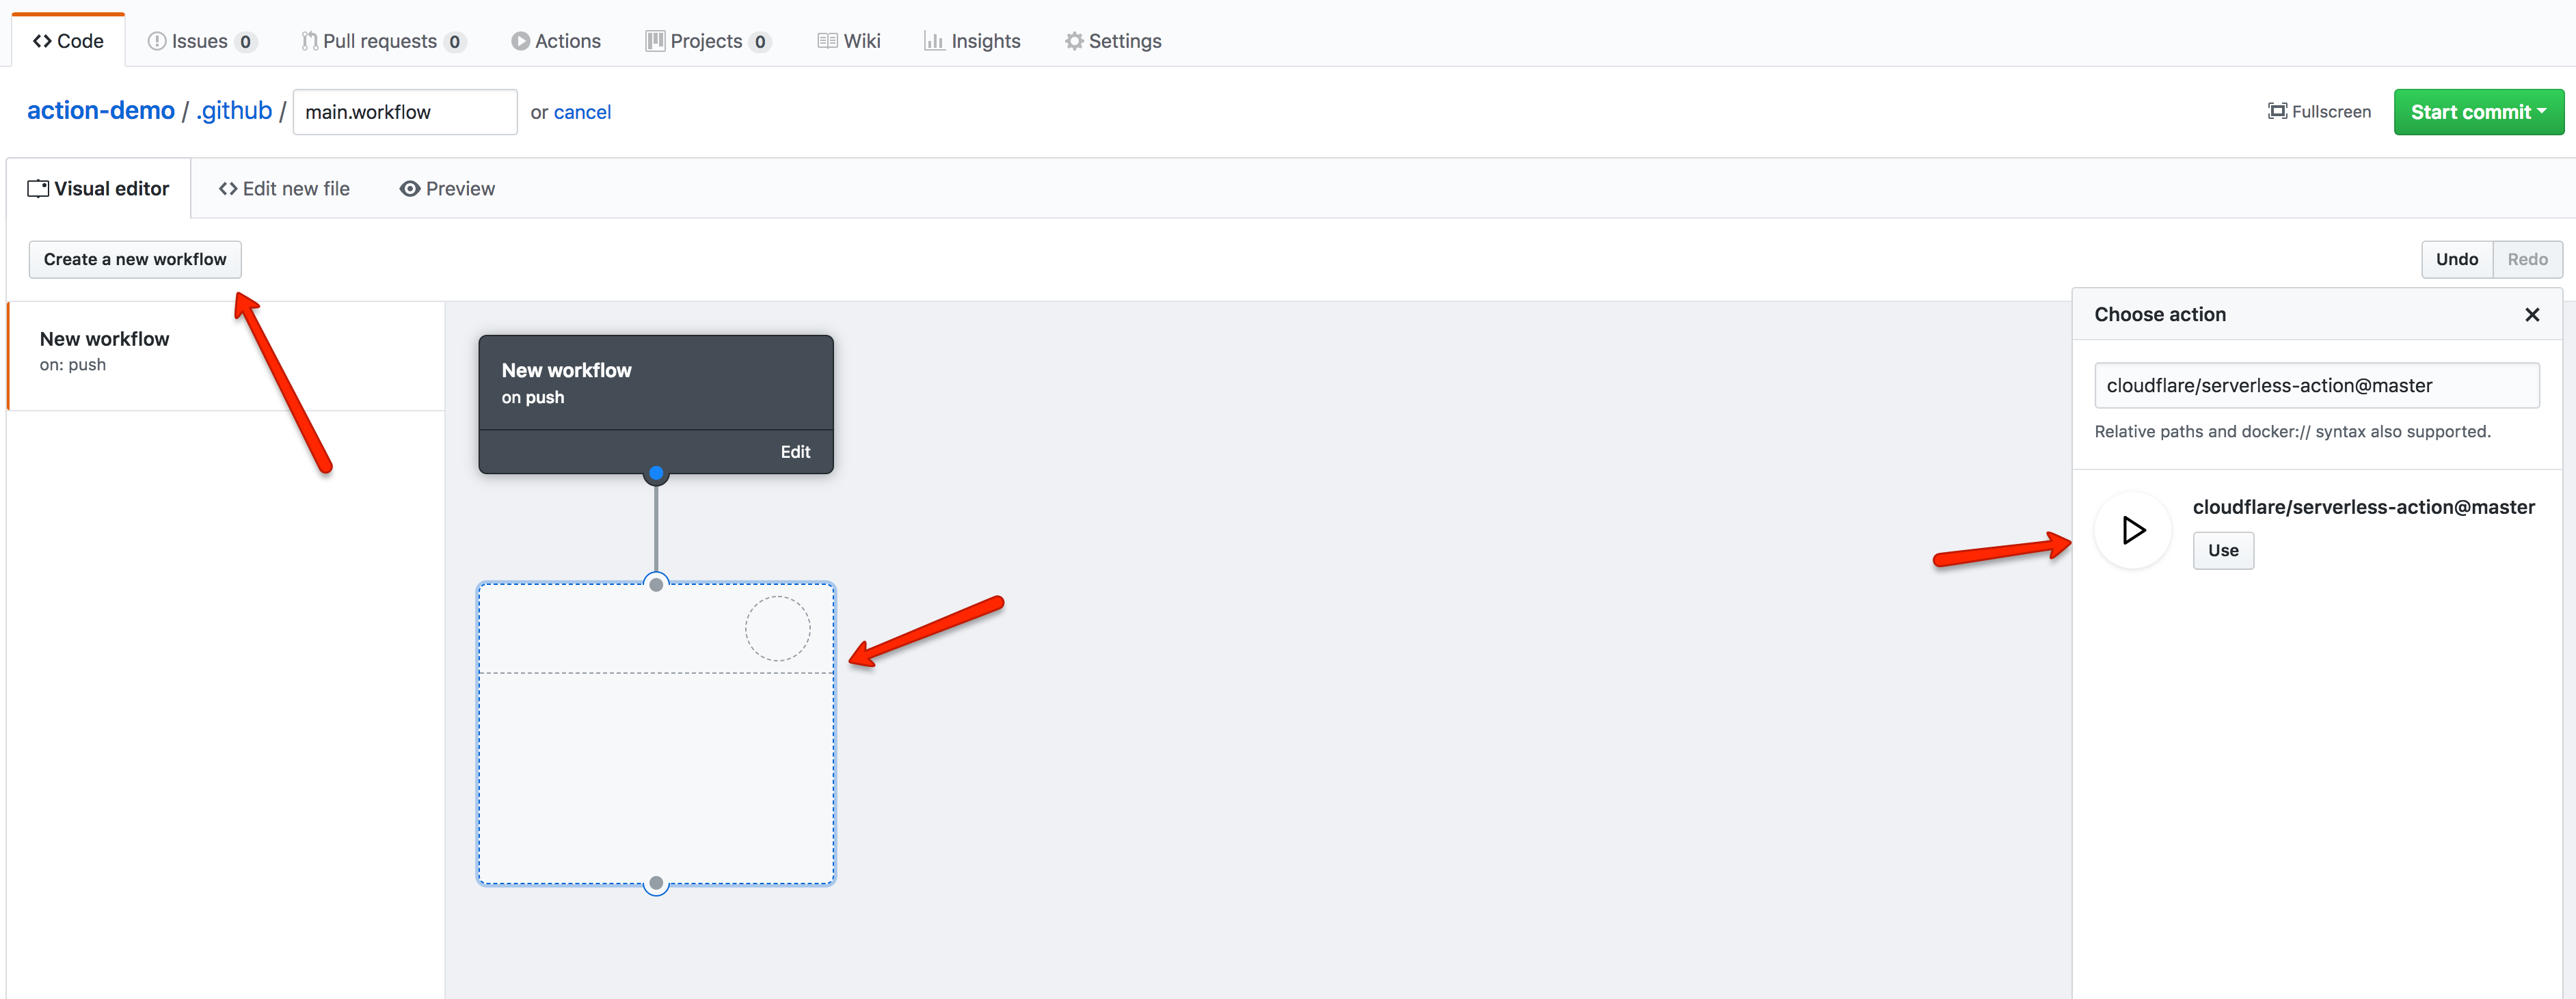 Code Issues 0 Pull requests 0 Actions Projects 0 Wiki Insights Settings
action-demo / .github / main.workflow or cancel Fullscreen Start commit
Visual editor Edit new file Preview
Create a new workflow Undo Redo
New workflow
on: push
New workflow
on push
Edit
Choose action
cloudflare/serverless-action@master
Relative paths and docker:// syntax also supported.
cloudflare/serverless-action@master
Use